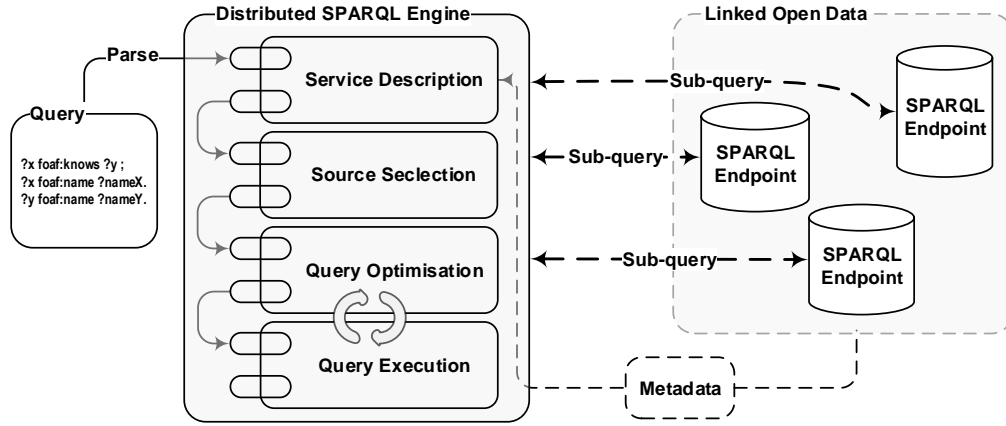 Distributed SPARQL Engine
Linked Open Data
Parse
Service Description
Sub-query
SPARQL
Endpoint
Query
?x foaf:knows ?y ;
?x foaf:name ?nameX.
?y foaf:name ?nameY.
Source Seclection
Sub-query
SPARQL
Endpoint
Query Optimisation
Sub-query
SPARQL
Endpoint
Query Execution
Metadata